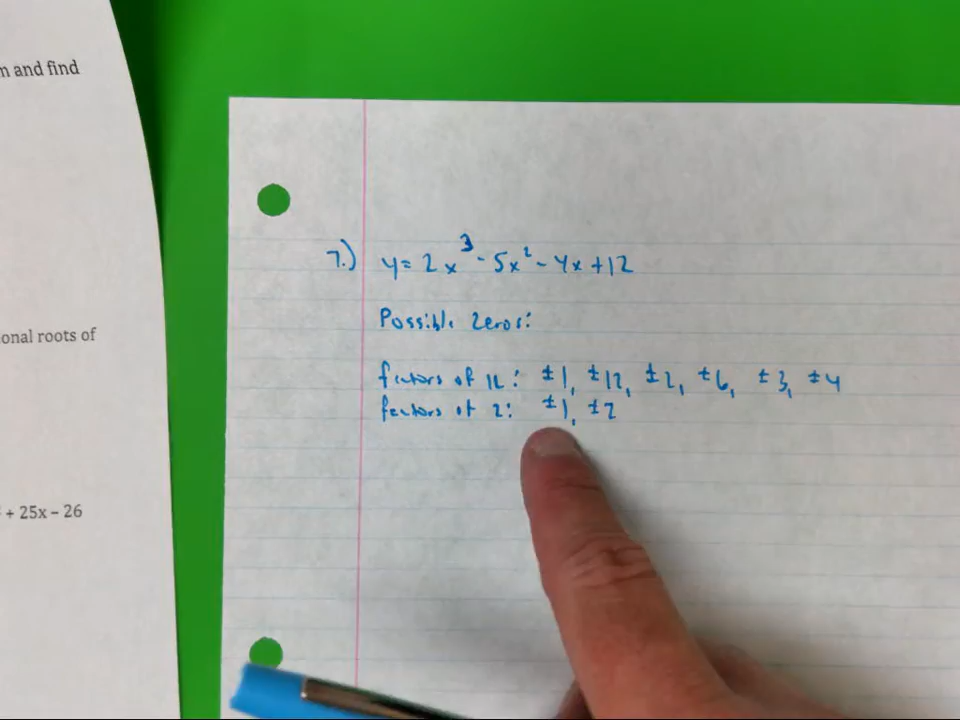 m and find
onal roots of
+ 25x – 26
7.) y = 2x³ - 5x² - 4x + 12
Possible Zeros:
factors of 12: ±1, ±12, ±2, ±6, ±3, ±4
factors of 2: ±1, ±2